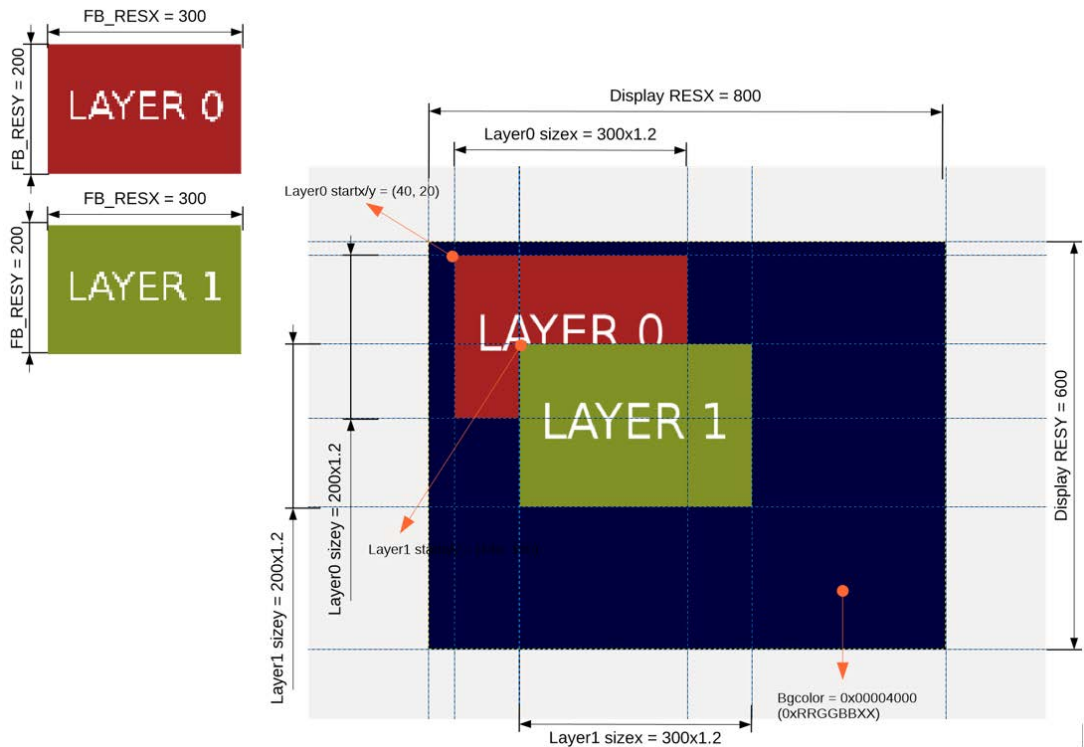 FB_RESX = 300
FB_RESY = 200
LAYER 0
FB_RESX = 300
FB_RESY = 200
LAYER 1
Display RESX = 800
Layer0 sizex = 300x1.2
Layer0 startx/y = (40, 20)
LAYER 0
LAYER 1
Display RESY = 600
Layer0 sizey = 200x1.2
Layer1 sizey = 200x1.2
Layer1
Bgcolor = 0x00004000
(0xRRGGBBXX)
Layer1 sizex = 300x1.2